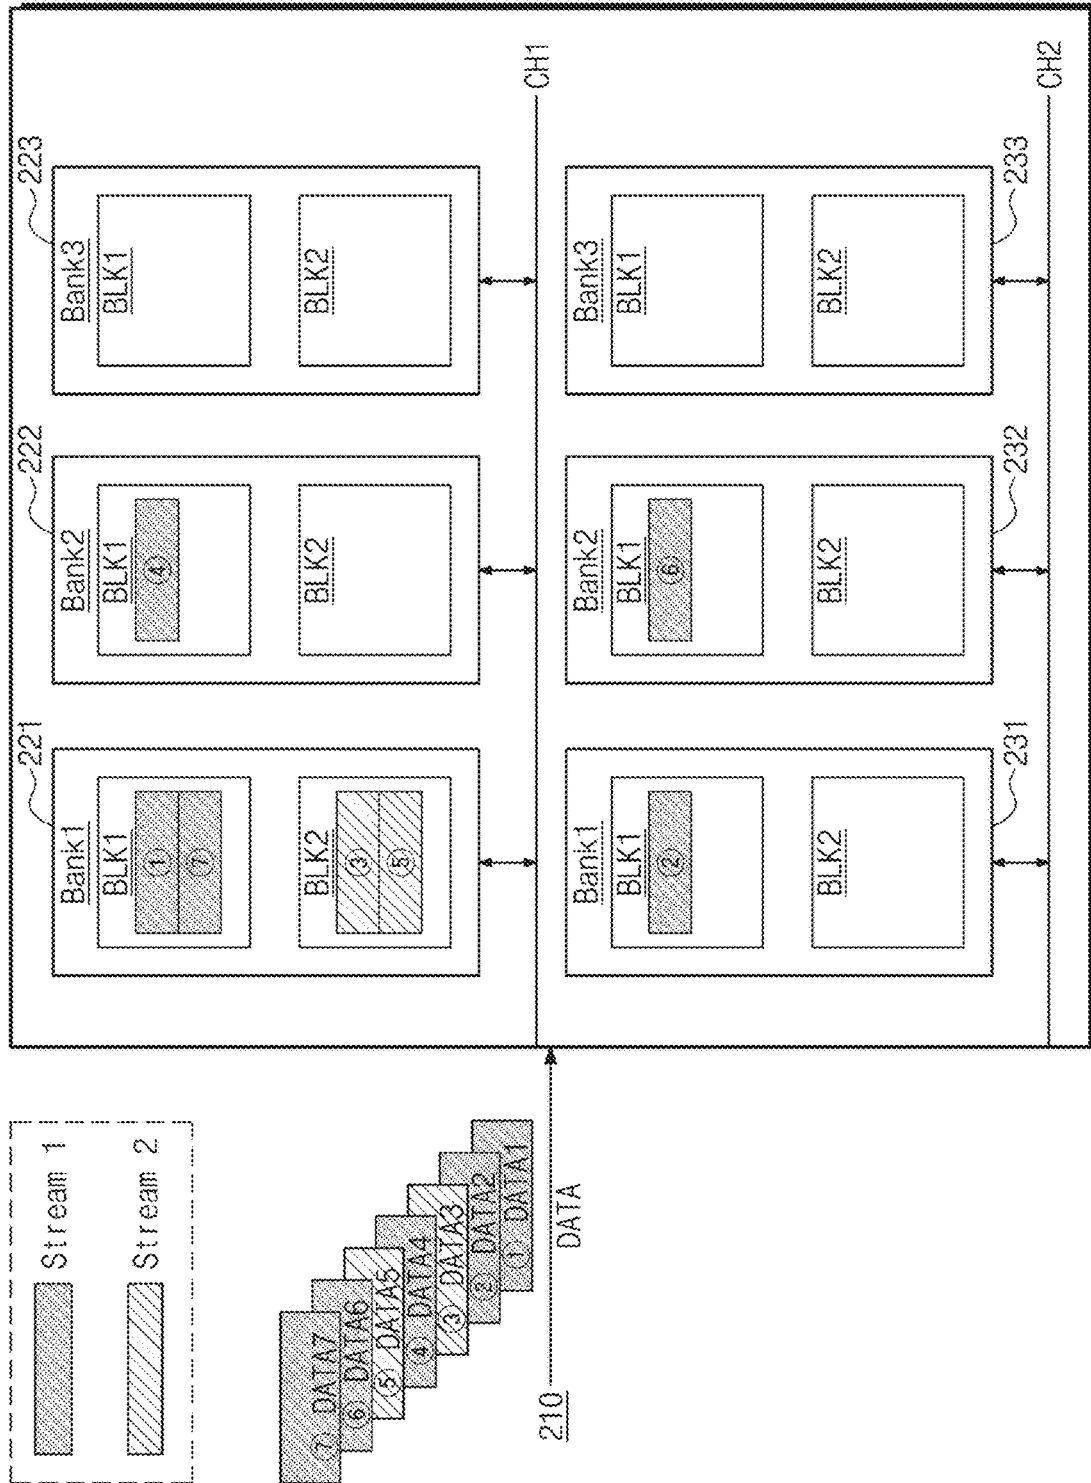 Stream 1
Stream 2
⑦ DATA7
⑥ DATA6
⑤ DATA5
④ DATA4
③ DATA3
② DATA2
① DATA1
210
DATA
221
Bank1
BLK1
①
⑦
BLK2
③
⑤
222
Bank2
BLK1
④
BLK2
223
Bank3
BLK1
BLK2
CH1
Bank1
BLK1
②
BLK2
231
Bank2
BLK1
⑥
BLK2
232
Bank3
BLK1
BLK2
233
CH2